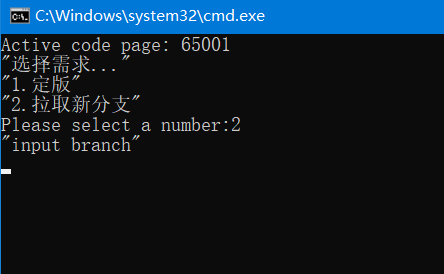 C:\Windows\system32\cmd.exe
Active code page: 65001
"选择需求..."
"1.定版"
"2.拉取新分支"
Please select a number:2
"input branch"